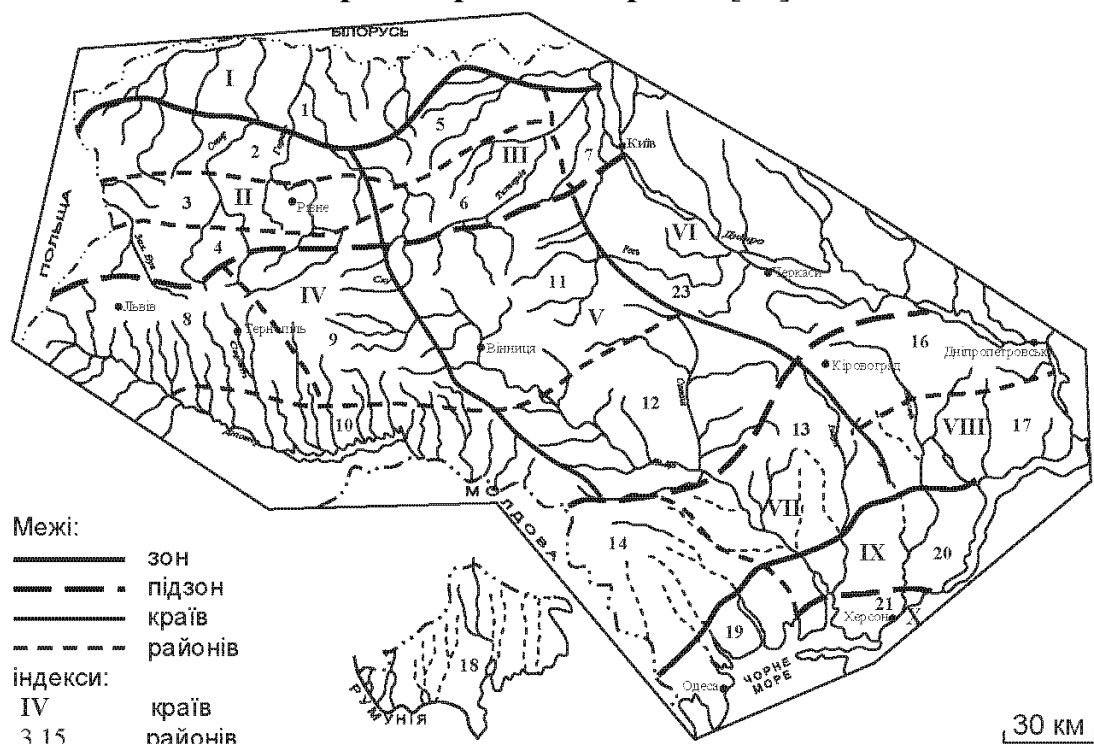 БІЛОРУСЬ
I
1
5
Київ
2
III
7
ПОЛЬЩА
3
II
Рівне
6
4
VI
Дніпро
Рось
Черкаси
Зах. Буг
IV
11
23
Львів
8
Тернопіль
9
V
Вінниця
16
Дніпропетровськ
Кіровоград
12
10
13
VIII
17
МОЛДОВА
VII
14
IX
20
21
Херсон
X
19
18
Одеса
ЧОРНЕ
МОРЕ
РУМУНІЯ
Межі:
зон
підзон
країв
районів
індекси:
IV країв
3,15 районів
30 км